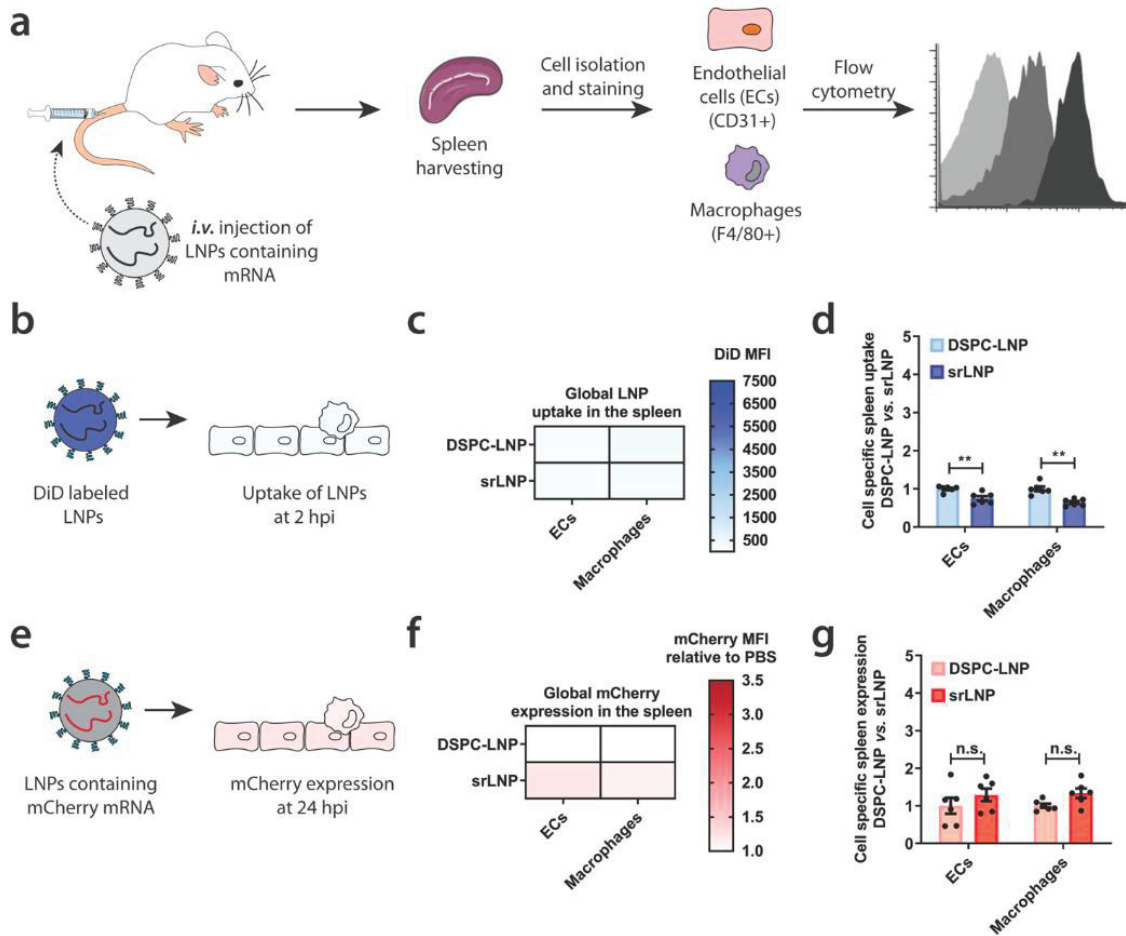 a
i.v. injection of
LNPs containing
mRNA
Spleen
harvesting
Cell isolation
and staining
Endothelial
cells (ECs)
(CD31+)
Macrophages
(F4/80+)
Flow
cytometry
b
DiD labeled
LNPs
Uptake of LNPs
at 2 hpi
c
Global LNP
uptake in the spleen
DSPC-LNP
srLNP
ECs
Macrophages
DiD MFI
7500
6500
5500
4500
3500
2500
1500
500
d
Cell specific spleen uptake
DSPC-LNP vs. srLNP
5
4
3
2
1
0
DSPC-LNP
srLNP
**
**
ECs
Macrophages
e
LNPs containing
mCherry mRNA
mCherry expression
at 24 hpi
f
Global mCherry
expression in the spleen
DSPC-LNP
srLNP
ECs
Macrophages
mCherry MFI
relative to PBS
3.5
3.0
2.5
2.0
1.5
1.0
g
Cell specific spleen expression
DSPC-LNP vs. srLNP
5
4
3
2
1
0
DSPC-LNP
srLNP
n.s.
n.s.
ECs
Macrophages